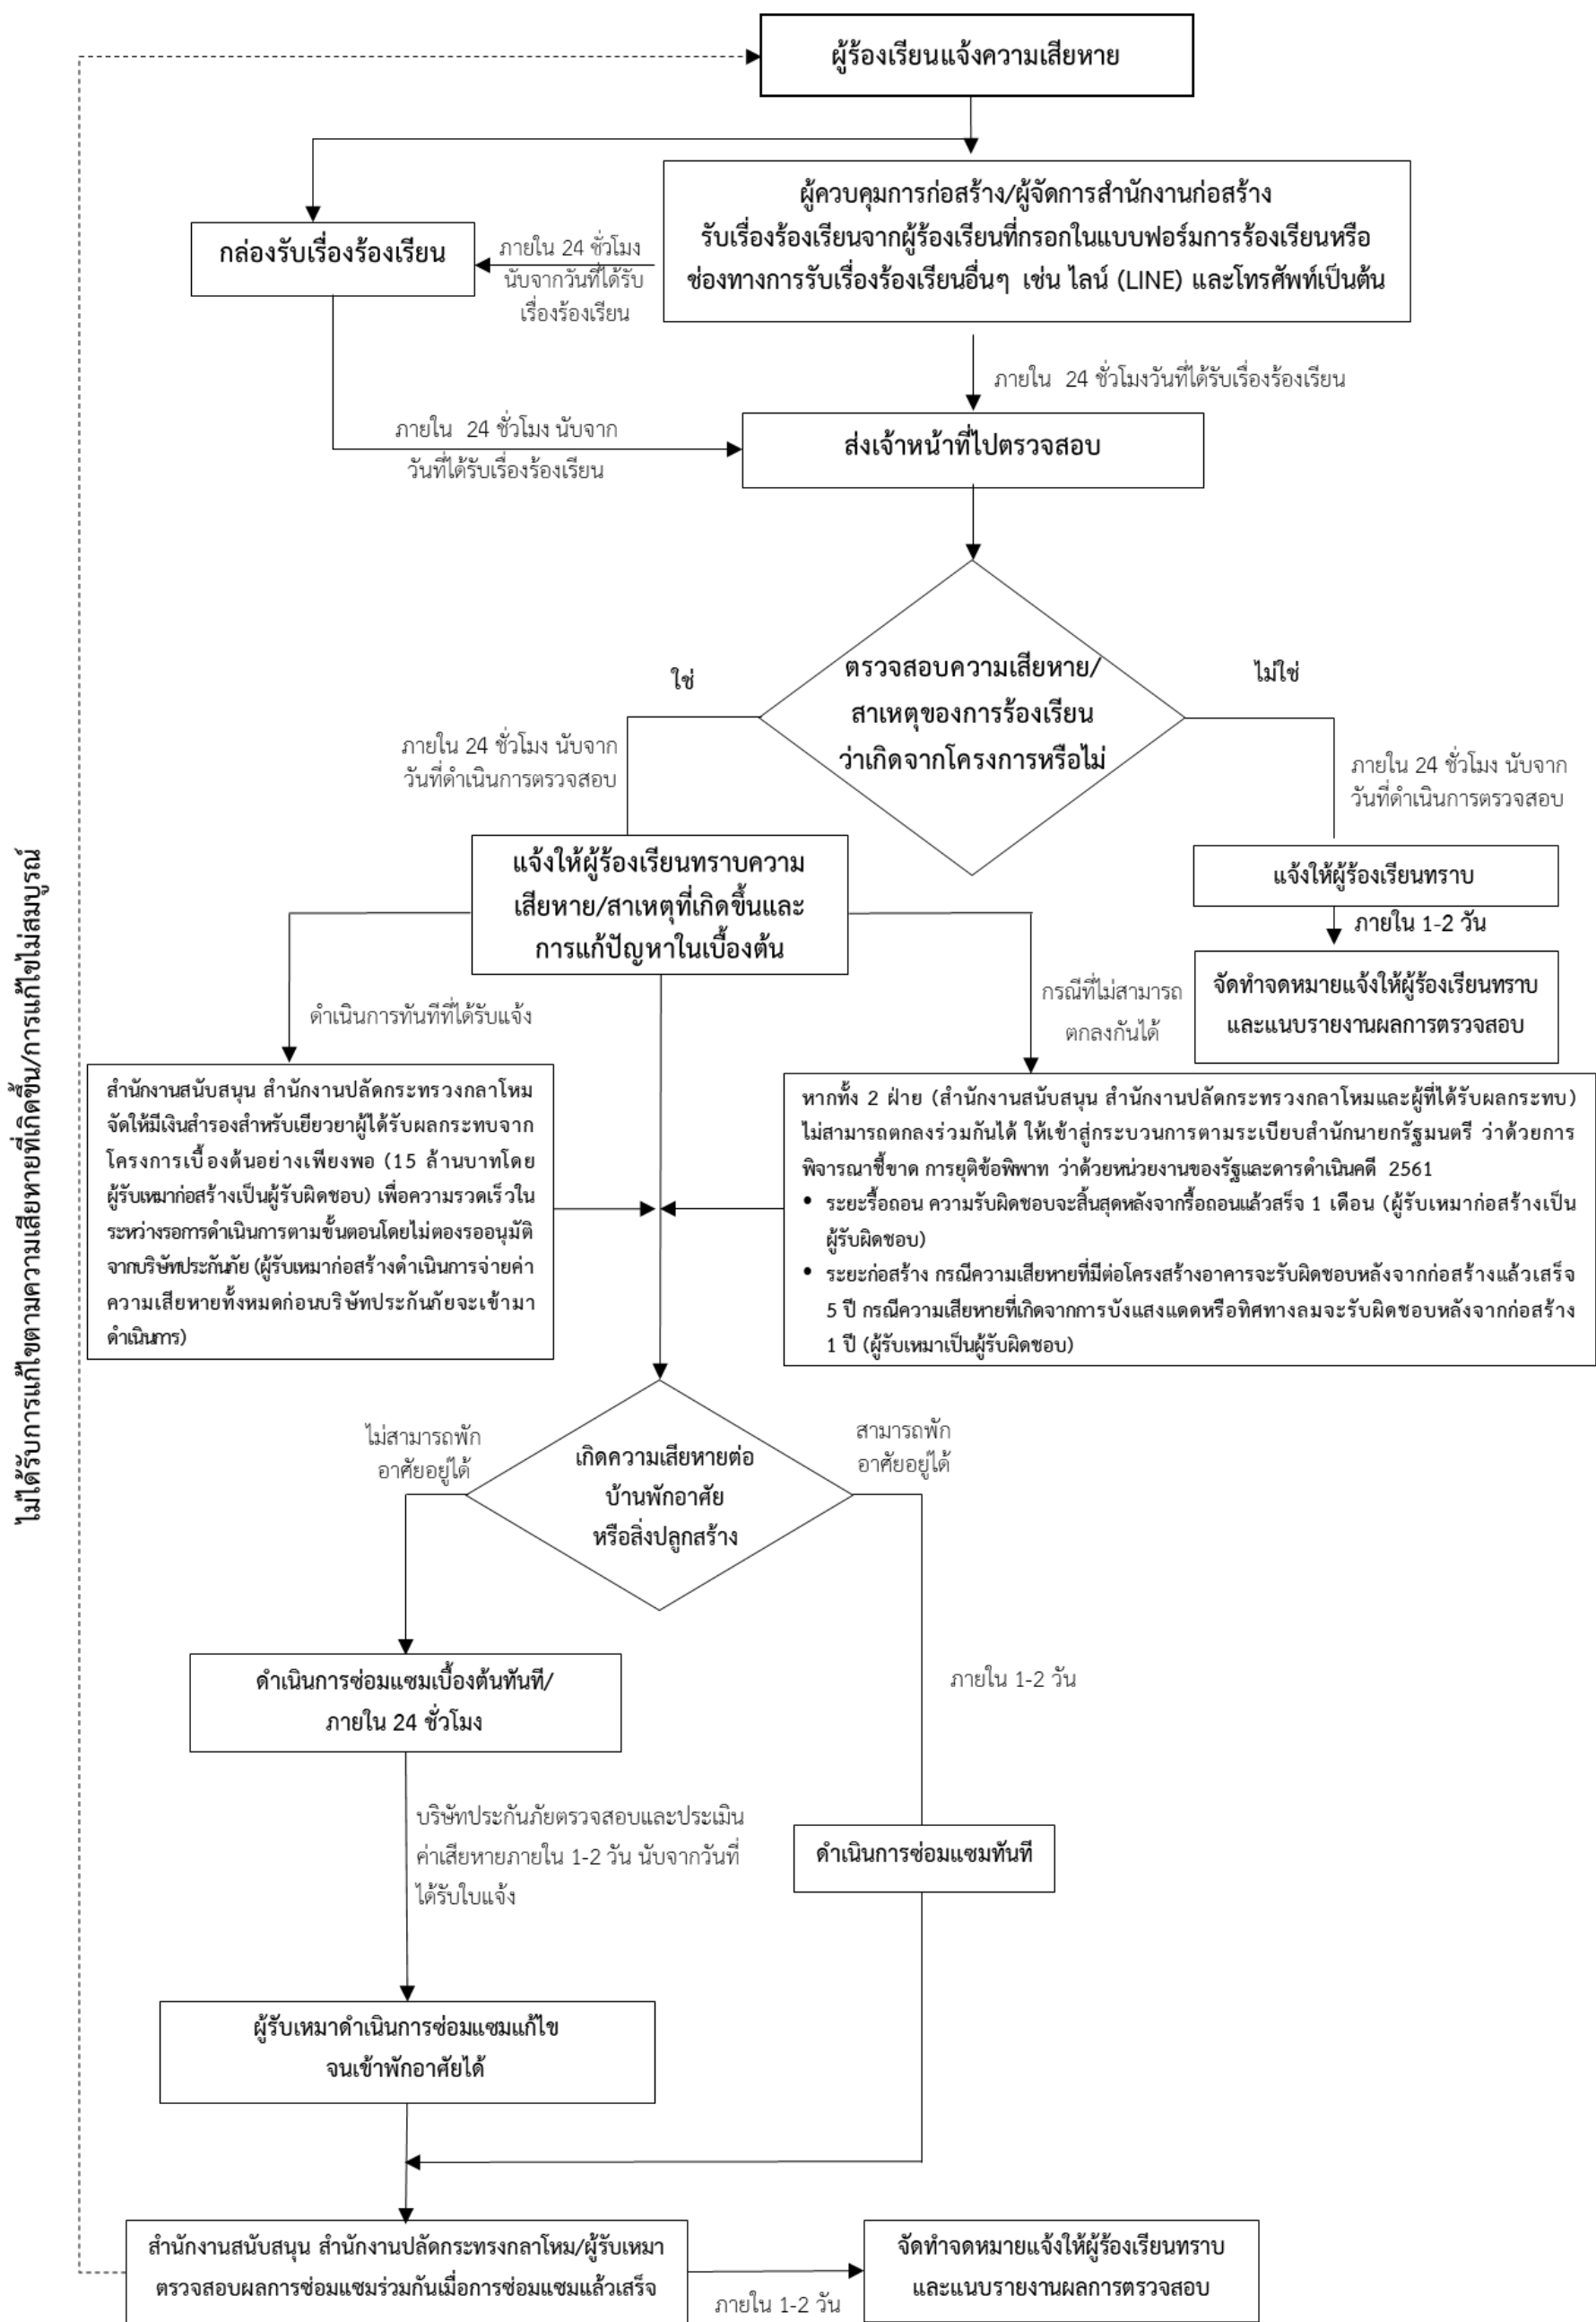 ผู้ร้องเรียนแจ้งความเสียหาย
ผู้ควบคุมการก่อสร้าง/ผู้จัดการสำนักงานก่อสร้าง
รับเรื่องร้องเรียนจากผู้ร้องเรียนที่กรอกในแบบฟอร์มการร้องเรียนหรือ
ช่องทางการรับเรื่องร้องเรียนอื่นๆ เช่น ไลน์ (LINE) และโทรศัพท์เป็นต้น
กล่องรับเรื่องร้องเรียน
ภายใน 24 ชั่วโมง
นับจากวันที่ได้รับ
เรื่องร้องเรียน
ภายใน 24 ชั่วโมงวันที่ได้รับเรื่องร้องเรียน
ภายใน 24 ชั่วโมง นับจาก
วันที่ได้รับเรื่องร้องเรียน
ส่งเจ้าหน้าที่ไปตรวจสอบ
ตรวจสอบความเสียหาย/
สาเหตุของการร้องเรียน
ว่าเกิดจากโครงการหรือไม่
ใช่
ไม่ใช่
ภายใน 24 ชั่วโมง นับจาก
วันที่ดำเนินการตรวจสอบ
ภายใน 24 ชั่วโมง นับจาก
วันที่ดำเนินการตรวจสอบ
แจ้งให้ผู้ร้องเรียนทราบความ
เสียหาย/สาเหตุที่เกิดขึ้นและ
การแก้ปัญหาในเบื้องต้น
แจ้งให้ผู้ร้องเรียนทราบ
ภายใน 1-2 วัน
จัดทำจดหมายแจ้งให้ผู้ร้องเรียนทราบ
และแนบรายงานผลการตรวจสอบ
ดำเนินการทันทีที่ได้รับแจ้ง
กรณีที่ไม่สามารถ
ตกลงกันได้
สำนักงานสนับสนุน สำนักงานปลัดกระทรวงกลาโหม
จัดให้มีเงินสำรองสำหรับเยียวยาผู้ได้รับผลกระทบจาก
โครงการเบื้องต้นอย่างเพียงพอ (15 ล้านบาทโดย
ผู้รับเหมาก่อสร้างเป็นผู้รับผิดชอบ) เพื่อความรวดเร็วใน
ระหว่างรอการดำเนินการตามขั้นตอนโดยไม่ตองรออนุมัติ
จากบริษัทประกันภัย (ผู้รับเหมาก่อสร้างดำเนินการจ่ายค่า
ความเสียหายทั้งหมดก่อนบริษัทประกันภัยจะเข้ามา
ดำเนินการ)
หากทั้ง 2 ฝ่าย (สำนักงานสนับสนุน สำนักงานปลัดกระทรวงกลาโหมและผู้ที่ได้รับผลกระทบ)
ไม่สามารถตกลงร่วมกันได้ ให้เข้าสู่กระบวนการตามระเบียบสำนักนายกรัฐมนตรี ว่าด้วยการ
พิจารณาชี้ขาด การยุติข้อพิพาท ว่าด้วยหน่วยงานของรัฐและดารดำเนินคดี 2561
• ระยะรื้อถอน ความรับผิดชอบจะสิ้นสุดหลังจากรื้อถอนแล้วสร็จ 1 เดือน (ผู้รับเหมาก่อสร้างเป็น
ผู้รับผิดชอบ)
• ระยะก่อสร้าง กรณีความเสียหายที่มีต่อโครงสร้างอาคารจะรับผิดชอบหลังจากก่อสร้างแล้วเสร็จ
5 ปี กรณีความเสียหายที่เกิดจากการบังแสงแดดหรือทิศทางลมจะรับผิดชอบหลังจากก่อสร้าง
1 ปี (ผู้รับเหมาเป็นผู้รับผิดชอบ)
ไม่ได้รับการแก้ไขตามความเสียหายที่เกิดขึ้น/การแก้ไขไม่สมบูรณ์
เกิดความเสียหายต่อ
บ้านพักอาศัย
หรือสิ่งปลูกสร้าง
ไม่สามารถพัก
อาศัยอยู่ได้
สามารถพัก
อาศัยอยู่ได้
ดำเนินการซ่อมแซมเบื้องต้นทันที/
ภายใน 24 ชั่วโมง
ภายใน 1-2 วัน
บริษัทประกันภัยตรวจสอบและประเมิน
ค่าเสียหายภายใน 1-2 วัน นับจากวันที่
ได้รับใบแจ้ง
ดำเนินการซ่อมแซมทันที
ผู้รับเหมาดำเนินการซ่อมแซมแก้ไข
จนเข้าพักอาศัยได้
สำนักงานสนับสนุน สำนักงานปลัดกระทรงกลาโหม/ผู้รับเหมา
ตรวจสอบผลการซ่อมแซมร่วมกันเมื่อการซ่อมแซมแล้วเสร็จ
ภายใน 1-2 วัน
จัดทำจดหมายแจ้งให้ผู้ร้องเรียนทราบ
และแนบรายงานผลการตรวจสอบ